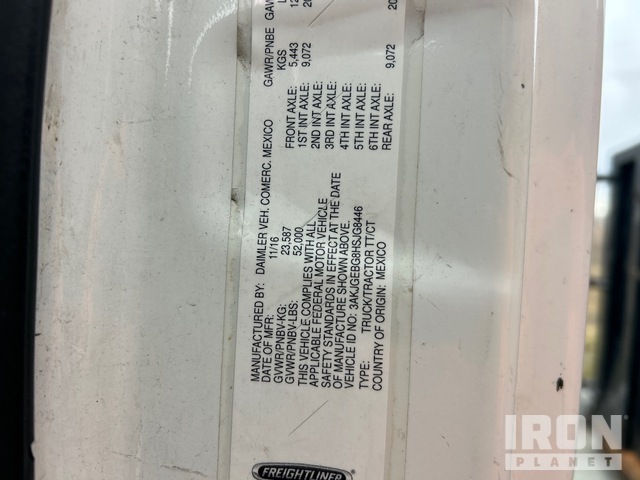 MANUFACTURED BY: DAIMLER VEH. COMERC. MEXICO
DATE OF MFR: 11/16
GVWR/PNBV-KG: 23,587
GVWR/PNBV-LBS: 52,000
THIS VEHICLE COMPLIES WITH ALL
APPLICABLE FEDERAL MOTOR VEHICLE
SAFETY STANDARDS IN EFFECT AT THE DATE
OF MANUFACTURE SHOWN ABOVE.
VEHICLE ID NO: 3AKJGEBG8HSJG8446
TYPE: TRUCK/TRACTOR TT/CT
COUNTRY OF ORIGIN: MEXICO
GAWR/PNBE
KGS
FRONT AXLE: 5,443
1ST INT AXLE: 9,072
2ND INT AXLE:
3RD INT AXLE:
4TH INT AXLE:
5TH INT AXLE:
6TH INT AXLE:
REAR AXLE: 9,072
FREIGHTLINER
IRON
PLANET